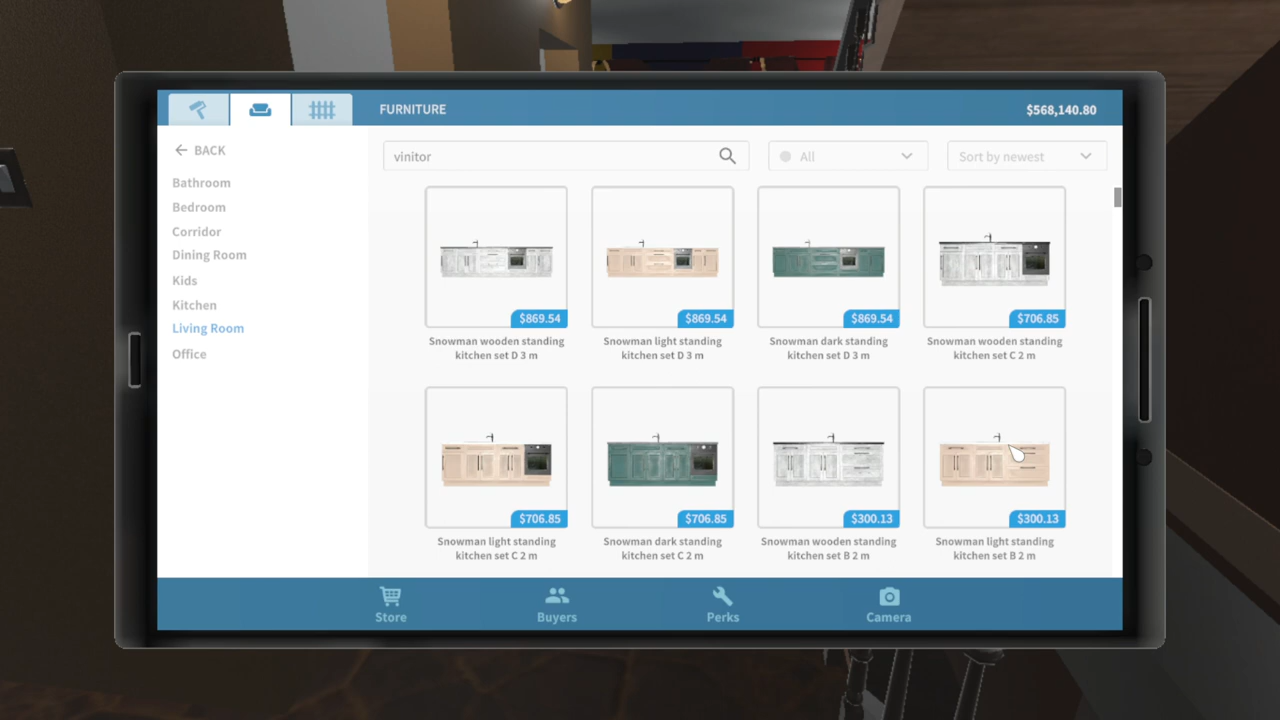 FURNITURE
$568,140.80
BACK
vinitor
All
Sort by newest
Bathroom
Bedroom
Corridor
Dining Room
Kids
Kitchen
Living Room
Office
$869.54
$869.54
$869.54
$706.85
Snowman wooden standing
kitchen set D 3 m
Snowman light standing
kitchen set D 3 m
Snowman dark standing
kitchen set D 3 m
Snowman wooden standing
kitchen set C 2 m
$706.85
$706.85
$300.13
$300.13
Snowman light standing
kitchen set C 2 m
Snowman dark standing
kitchen set C 2 m
Snowman wooden standing
kitchen set B 2 m
Snowman light standing
kitchen set B 2 m
Store
Buyers
Perks
Camera